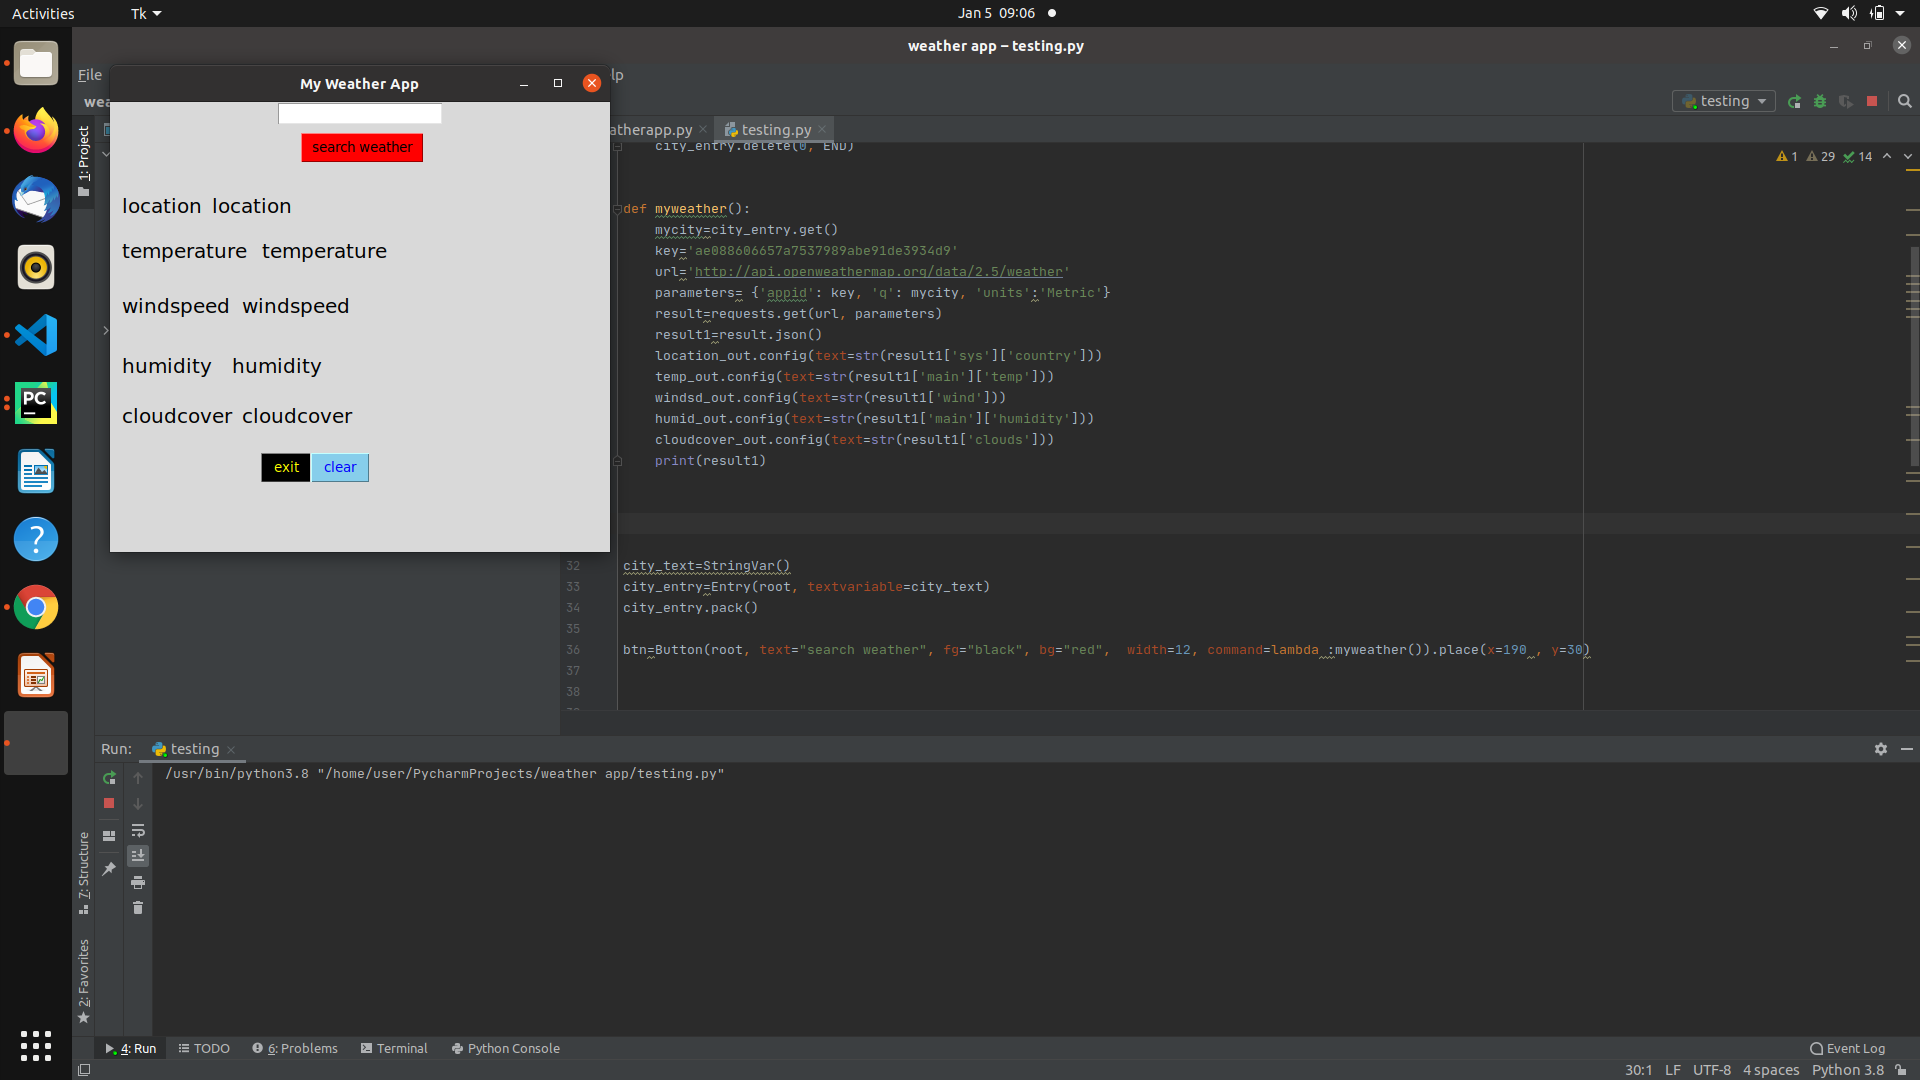 Activities
Tk
Jan 5 09:06
weather app – testing.py
File
lp
My Weather App
wea
testing
search weather
atherapp.py
testing.py
1: Project
city_entry.delete(0, END)
1 29 14
location location
def myweather():
mycity=city_entry.get()
temperature temperature
key='ae088606657a7537989abe91de3934d9'
url='http://api.openweathermap.org/data/2.5/weather'
parameters= {'appid': key, 'q': mycity, 'units':'Metric'}
windspeed windspeed
result=requests.get(url, parameters)
result1=result.json()
location_out.config(text=str(result1['sys']['country']))
humidity humidity
temp_out.config(text=str(result1['main']['temp']))
windsd_out.config(text=str(result1['wind']))
cloudcover cloudcover
humid_out.config(text=str(result1['main']['humidity']))
cloudcover_out.config(text=str(result1['clouds']))
exit clear
print(result1)
32 city_text=StringVar()
33 city_entry=Entry(root, textvariable=city_text)
34 city_entry.pack()
35
36 btn=Button(root, text="search weather", fg="black", bg="red",  width=12, command=lambda :myweather()).place(x=190 , y=30)
37
38
Run: testing
/usr/bin/python3.8 "/home/user/PycharmProjects/weather app/testing.py"
7: Structure
2: Favorites
4: Run TODO 6: Problems Terminal Python Console Event Log
30:1 LF UTF-8 4 spaces Python 3.8
PC
?